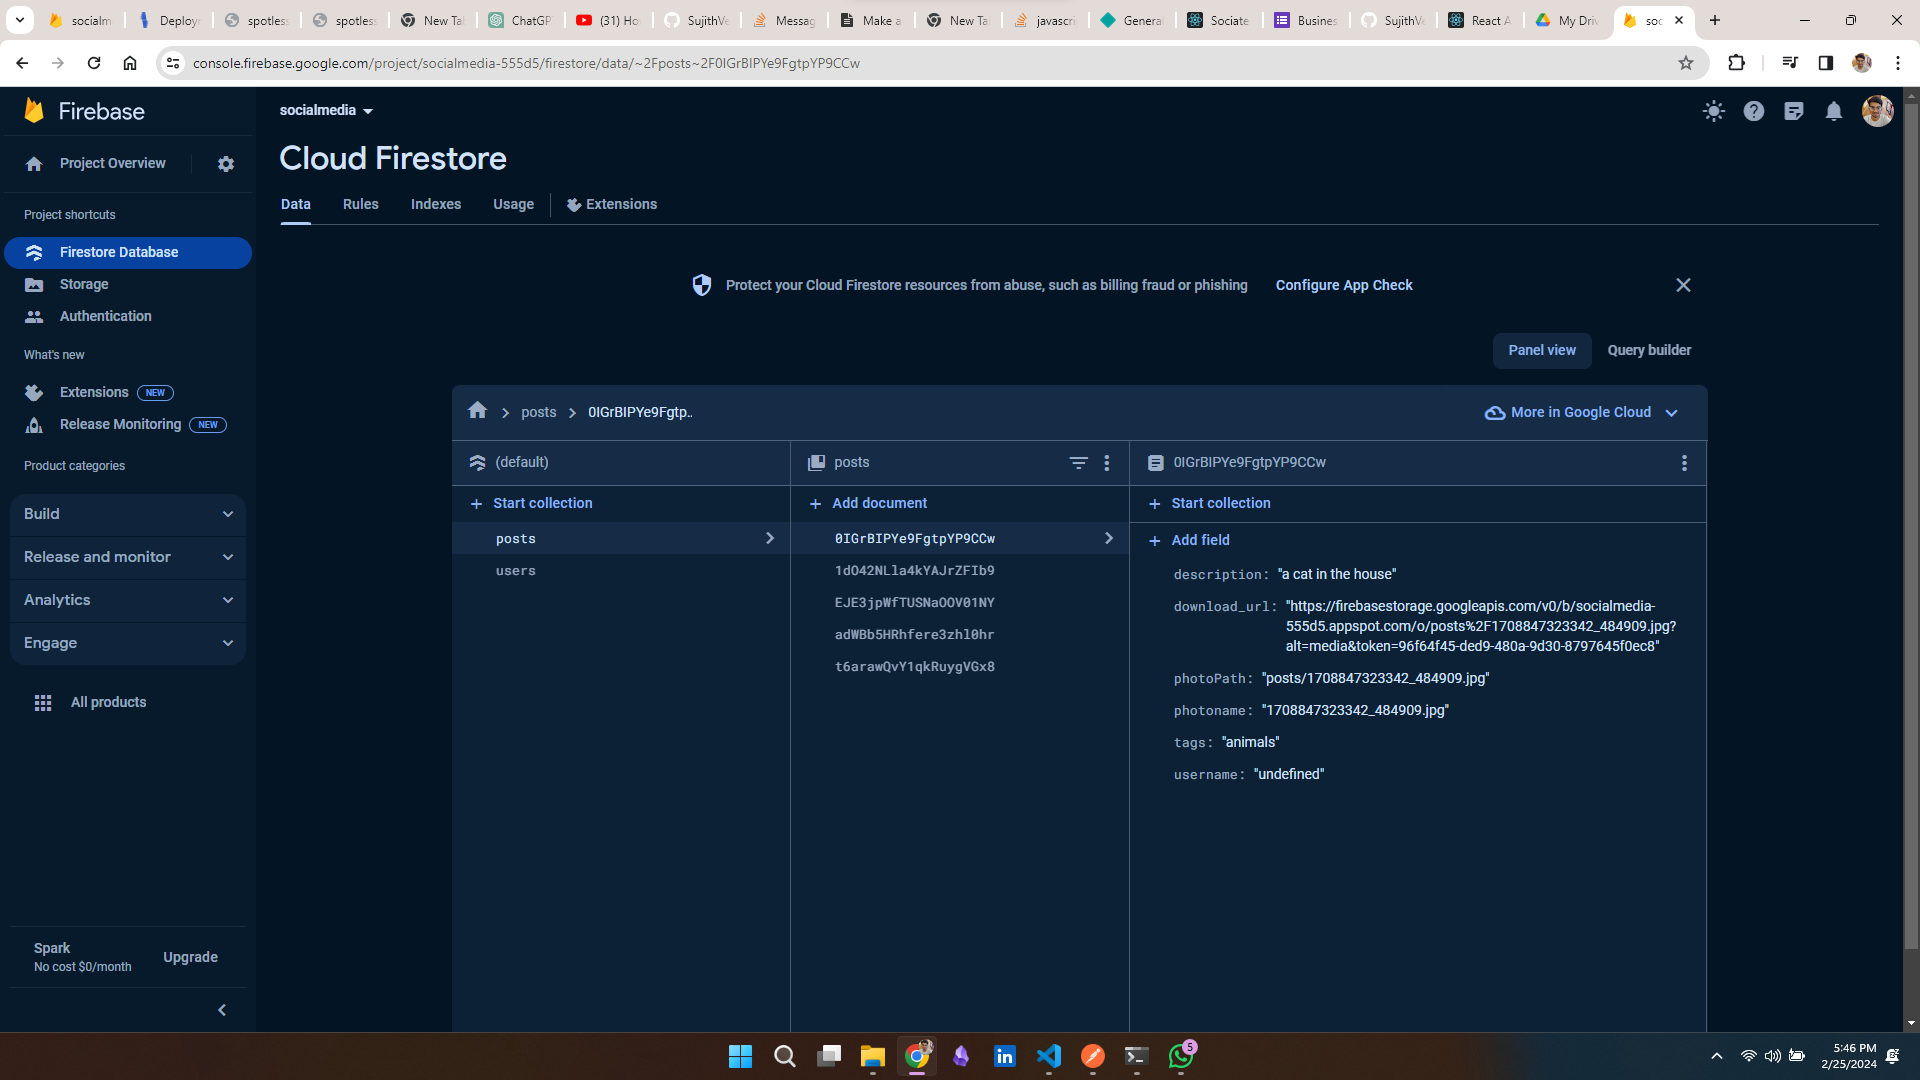 socialm
Deploym
spotless
spotless
New Ta
ChatGP
(31) Ho
SujithVe
Messag
Make a
New Ta
javascri
General
Sociate
Busines
SujithVe
React A
My Driv
soc
console.firebase.google.com/project/socialmedia-555d5/firestore/data/~2Fposts~2F0IGrBIPYe9FgtpYP9CCw
Firebase
socialmedia
Project Overview
Cloud Firestore
Data Rules Indexes Usage Extensions
Project shortcuts
Firestore Database
Storage
Authentication
What's new
Extensions NEW
Release Monitoring NEW
Product categories
Build
Release and monitor
Analytics
Engage
All products
Spark
No cost $0/month
Upgrade
Protect your Cloud Firestore resources from abuse, such as billing fraud or phishing Configure App Check
Panel view Query builder
posts 0IGrBIPYe9Fgtp..
More in Google Cloud
(default)
Start collection
posts
users
posts
Add document
0IGrBIPYe9FgtpYP9CCw
1dO42NLla4kYAJrZFIb9
EJE3jpWfTUSNaOOV01NY
adWBb5HRhfere3zhl0hr
t6arawQvY1qkRuygVGx8
0IGrBIPYe9FgtpYP9CCw
Start collection
Add field
description: "a cat in the house"
download_url: "https://firebasestorage.googleapis.com/v0/b/socialmedia-
555d5.appspot.com/o/posts%2F1708847323342_484909.jpg?
alt=media&token=96f64f45-ded9-480a-9d30-8797645f0ec8"
photoPath: "posts/1708847323342_484909.jpg"
photoname: "1708847323342_484909.jpg"
tags: "animals"
username: "undefined"
5
5:46 PM
2/25/2024